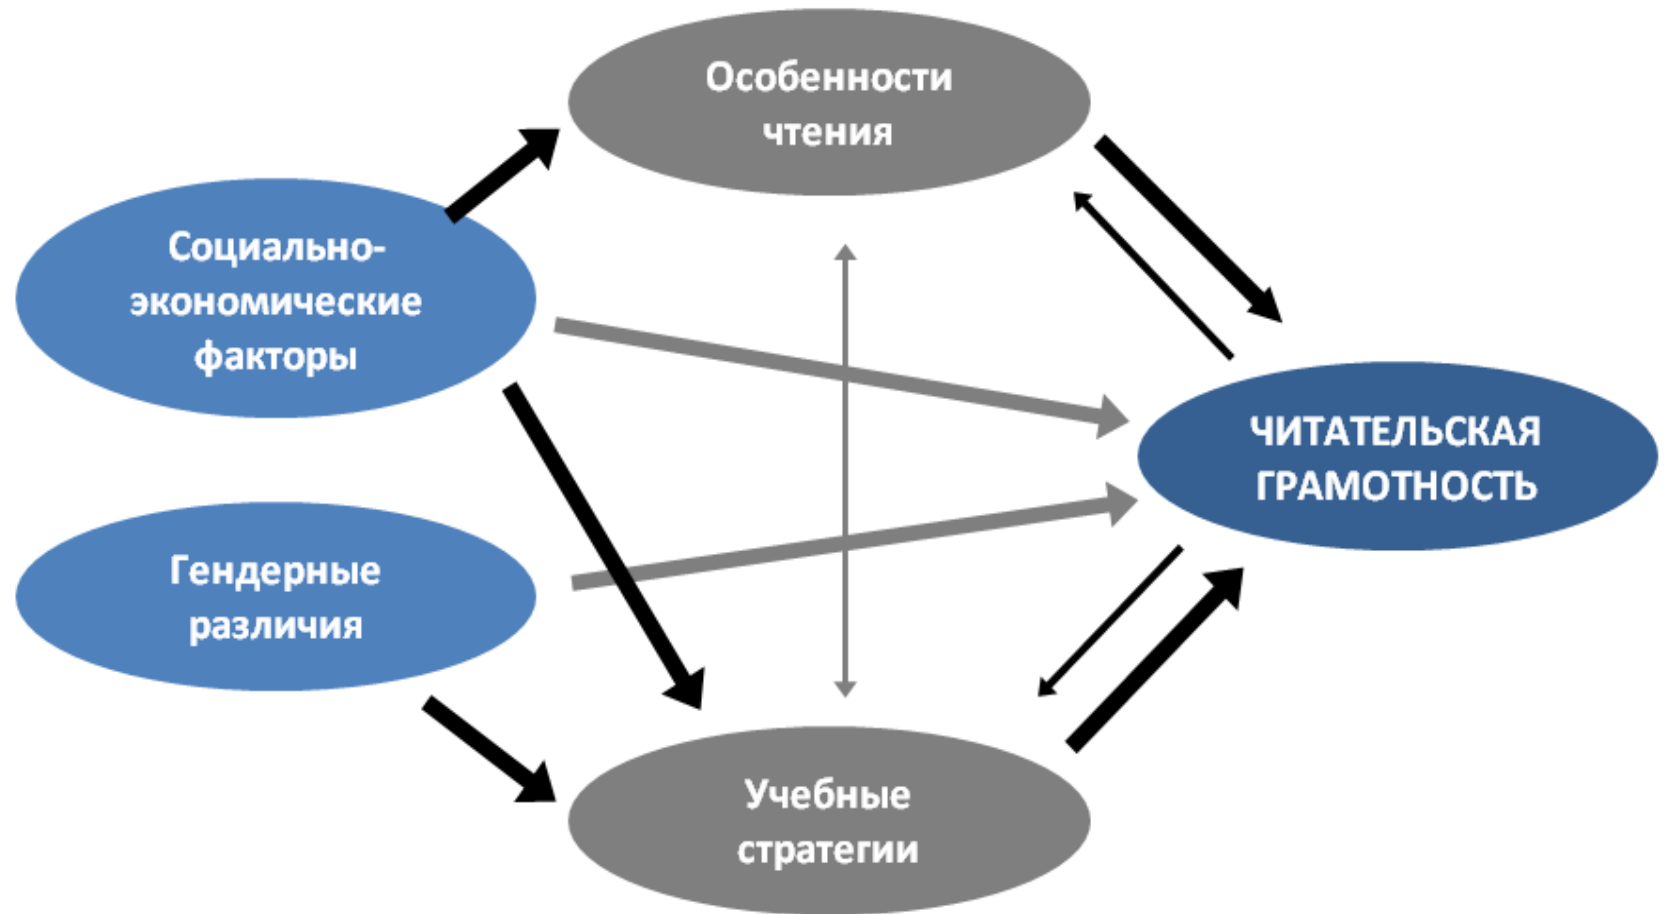 Особенности
чтения
Социально-
экономические
факторы
ЧИТАТЕЛЬСКАЯ
ГРАМОТНОСТЬ
Гендерные
различия
Учебные
стратегии